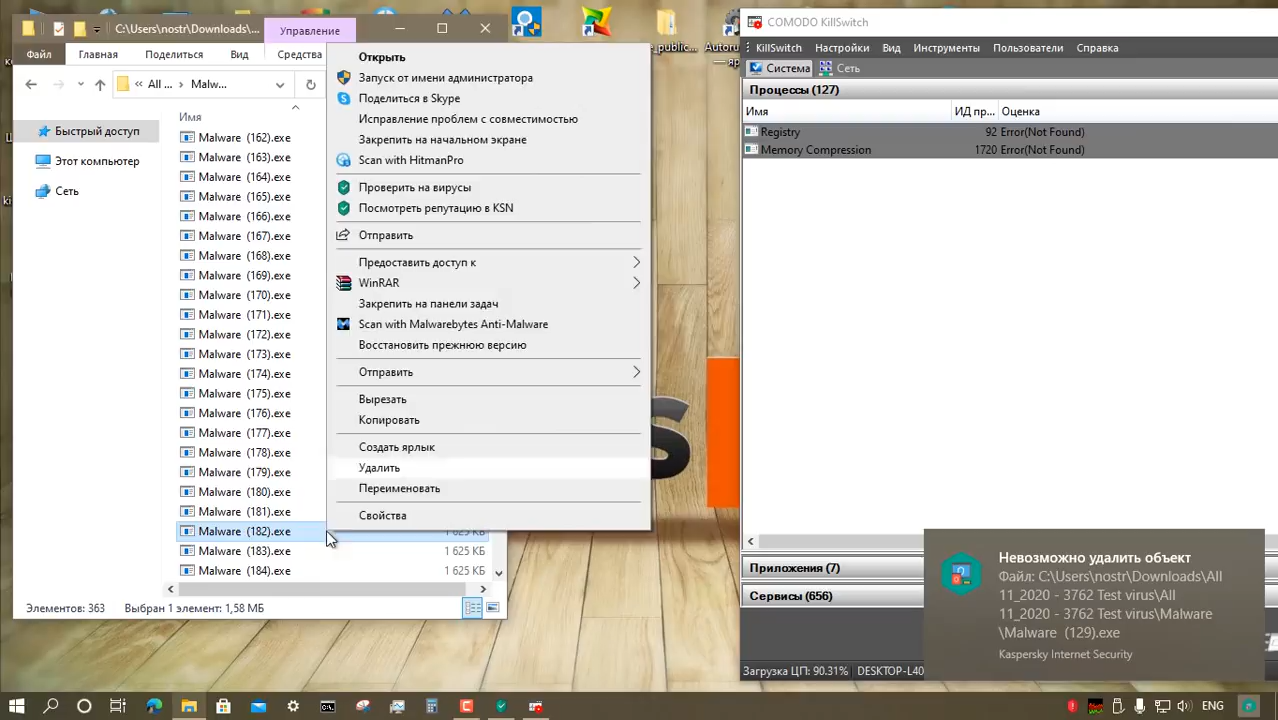 C:\Users\nostr\Downloads\...
Управление
Файл
Главная
Поделиться
Вид
Средства
« All ... › Malw...
Быстрый доступ
Этот компьютер
Сеть
Имя
Malware (162).exe
Malware (163).exe
Malware (164).exe
Malware (165).exe
Malware (166).exe
Malware (167).exe
Malware (168).exe
Malware (169).exe
Malware (170).exe
Malware (171).exe
Malware (172).exe
Malware (173).exe
Malware (174).exe
Malware (175).exe
Malware (176).exe
Malware (177).exe
Malware (178).exe
Malware (179).exe
Malware (180).exe
Malware (181).exe
Malware (182).exe 1 625 КБ
Malware (183).exe 1 625 КБ
Malware (184).exe 1 625 КБ
Элементов: 363 Выбран 1 элемент: 1,58 МБ
Открыть
Запуск от имени администратора
Поделиться в Skype
Исправление проблем с совместимостью
Закрепить на начальном экране
Scan with HitmanPro
Проверить на вирусы
Посмотреть репутацию в KSN
Отправить
Предоставить доступ к
WinRAR
Закрепить на панели задач
Scan with Malwarebytes Anti-Malware
Восстановить прежнюю версию
Отправить
Вырезать
Копировать
Создать ярлык
Удалить
Переименовать
Свойства
COMODO KillSwitch
KillSwitch Настройки Вид Инструменты Пользователи Справка
Система Сеть
Процессы (127)
Имя ИД пр... Оценка
Registry 92 Error(Not Found)
Memory Compression 1720 Error(Not Found)
Приложения (7)
Сервисы (656)
Загрузка ЦП: 90.31% DESKTOP-L40
Невозможно удалить объект
Файл: C:\Users\nostr\Downloads\All
11_2020 - 3762 Test virus\All
11_2020 - 3762 Test virus\Malware
\Malware (129).exe
Kaspersky Internet Security
ENG